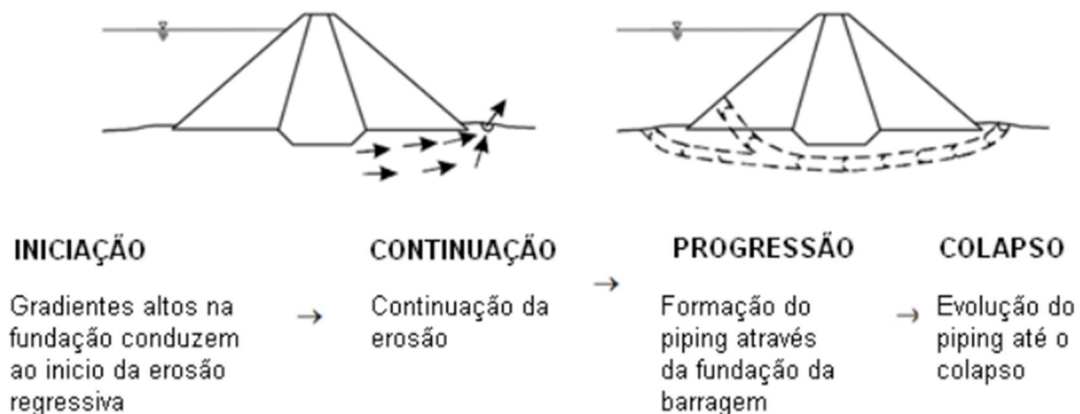 INICIAÇÃO
Gradientes altos na
fundação conduzem
ao inicio da erosão
regressiva
→
CONTINUAÇÃO
Continuação da
erosão
→
PROGRESSÃO
Formação do
piping através
da fundação da
barragem
→
COLAPSO
Evolução do
piping até o
colapso